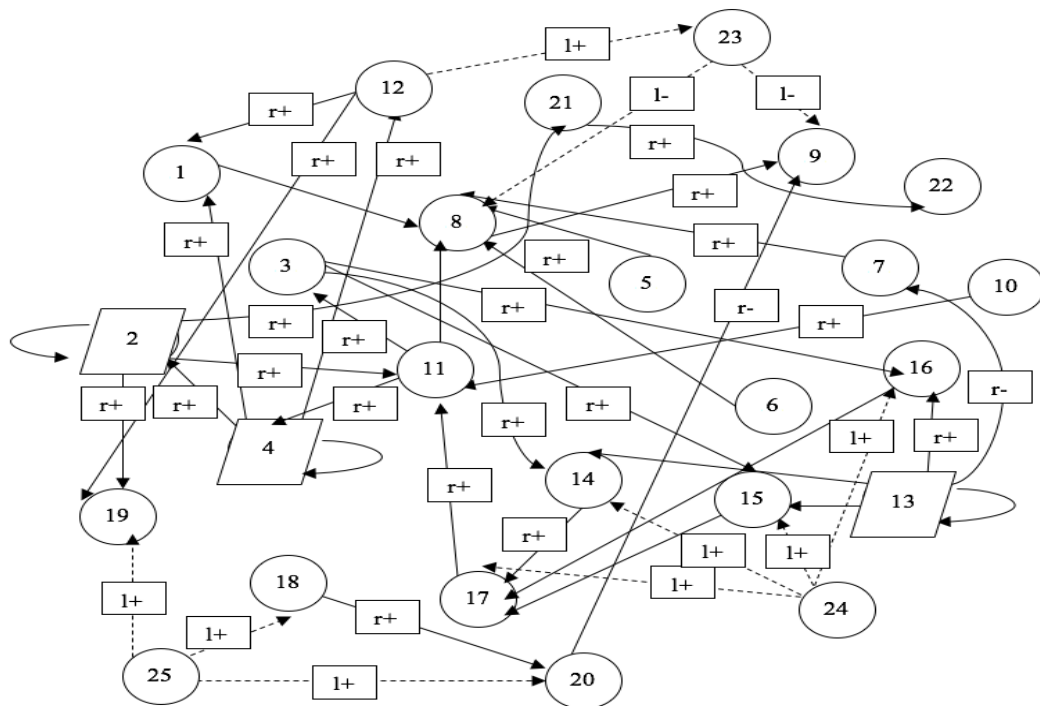 23
l+
12
l-
l-
21
r+
r+
r+
r+
9
1
r+
22
8
r+
r+
r+
3
7
5
10
r+
r-
r+
r+
2
r+
11
16
r+
r+
r+
r+
r-
r+
6
r+
l+
r+
4
14
15
13
r+
19
r+
l+
l+
l+
18
17
24
l+
r+
l+
25
20
l+